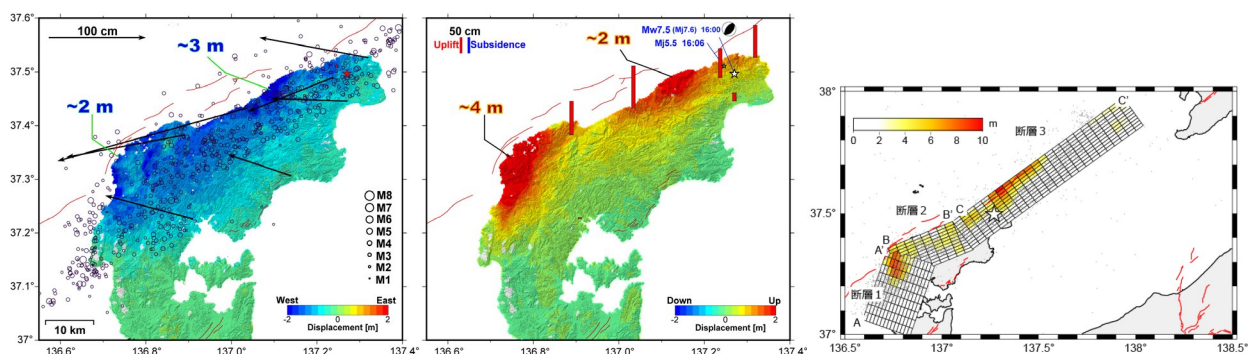 37.6°
37.5°
37.4°
37.3°
37.2°
37.1°
37°
136.6°
136.8°
137.0°
137.2°
137.4°
100 cm
~3 m
~2 m
M8
M7
M6
M5
M4
M3
M2
M1
10 km
West
East
-2
0
2
Displacement [m]
50 cm
Uplift
Subsidence
Mw7.5 (Mj7.6) 16:00
Mj5.5 16:06
~2 m
~4 m
Down
Up
-2
0
2
Displacement [m]
136.6°
136.8°
137.0°
137.2°
137.4°
38°
37.5°
37°
136.5°
137°
137.5°
138°
138.5°
m
0
2
4
6
8
10
C'
断層3
断層2
B'
C
B'
B
A'
断層1
A